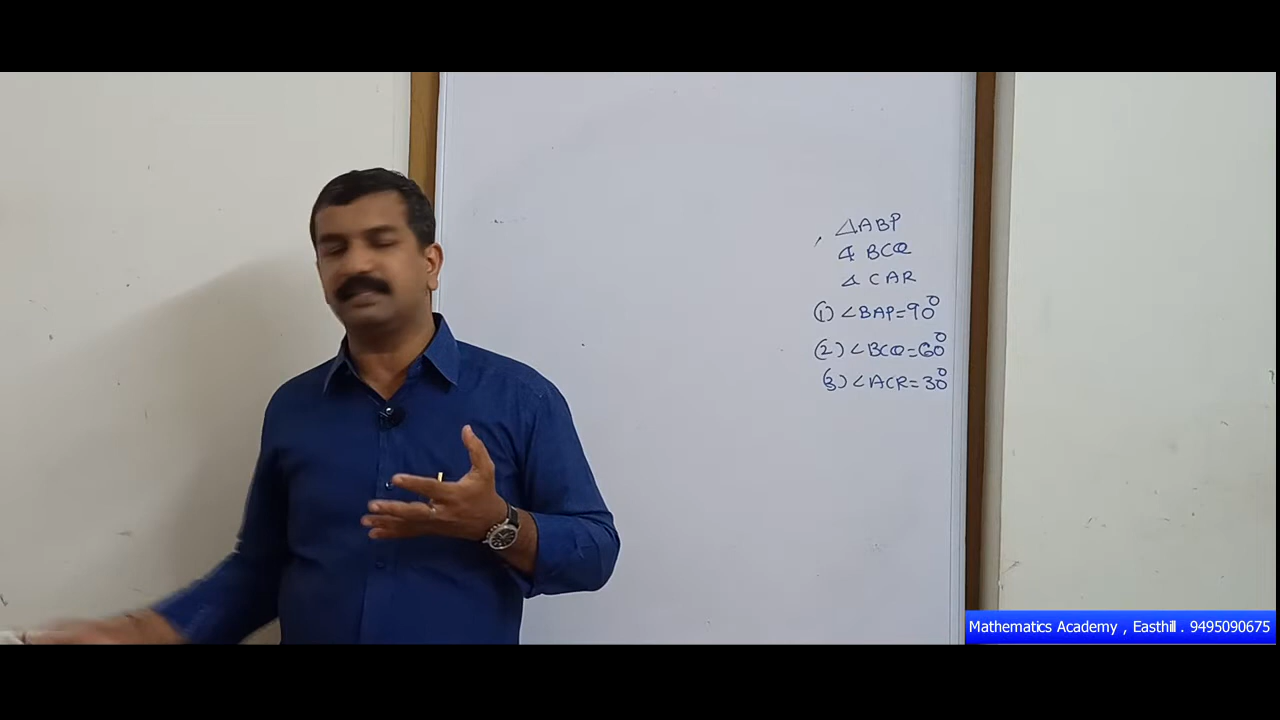 △ABP
△ BCQ
△ CAR
(1) ∠BAP=90°
(2) ∠BCQ=60°
(3) ∠ACR=30°
Mathematics Academy , Easthill . 9495090675